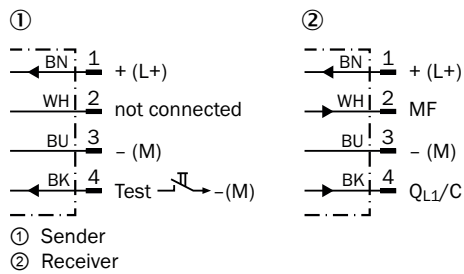 ① ②
BN 1 + (L+)
WH 2 not connected
BU 3 – (M)
BK 4 Test –(M)
BN 1 + (L+)
WH 2 MF
BU 3 – (M)
BK 4 QL1/C
① Sender
② Receiver